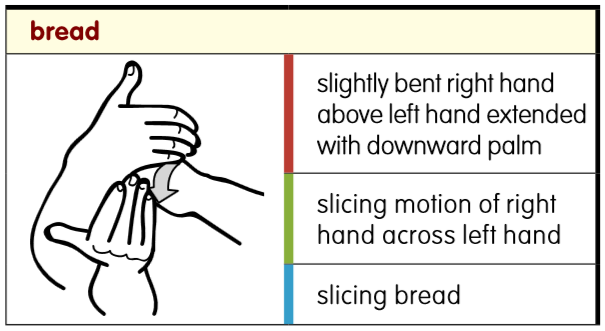 bread
slightly bent right hand
above left hand extended
with downward palm
slicing motion of right
hand across left hand
slicing bread